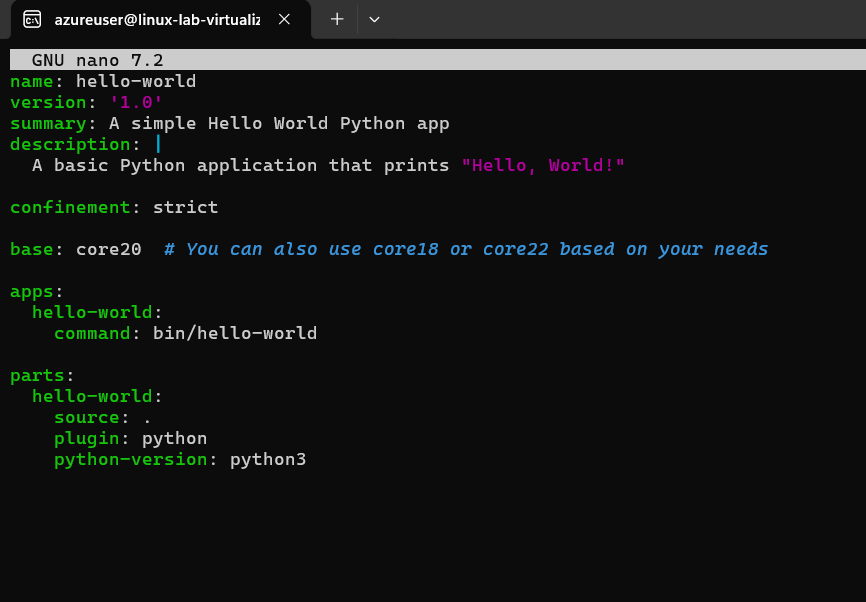 azureuser@linux-lab-virtualiz
GNU nano 7.2
name: hello-world
version: '1.0'
summary: A simple Hello World Python app
description: |
  A basic Python application that prints "Hello, World!"
confinement: strict
base: core20  # You can also use core18 or core22 based on your needs
apps:
  hello-world:
    command: bin/hello-world
parts:
  hello-world:
    source: .
    plugin: python
    python-version: python3